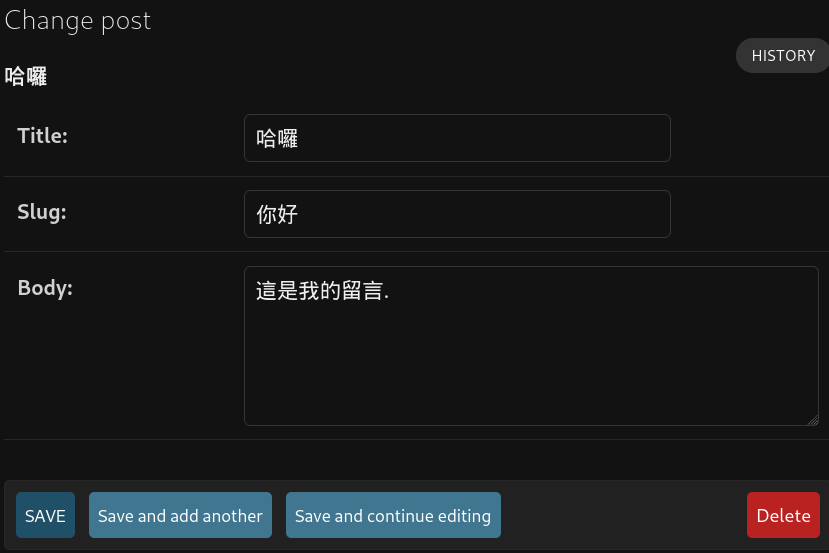 Change post
HISTORY
哈囉
Title:
哈囉
Slug:
你好
Body:
這是我的留言.
SAVE
Save and add another
Save and continue editing
Delete